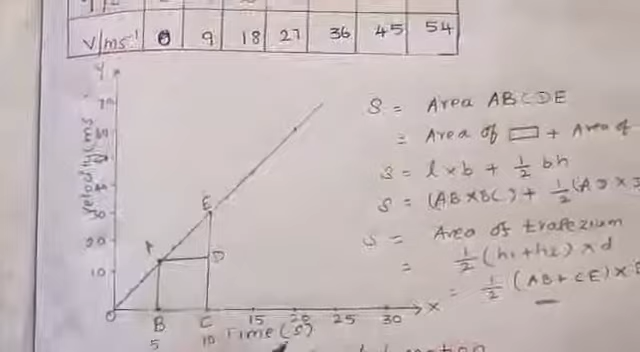 V/ms⁻¹ 0 9 18 27 36 45 54
Y
S = Area ABCDE
= Area of ▭ + Area of
S = l×b + 1/2 bh
S = (AB×BC) + 1/2 (AD×
S = Area of trapezium
= 1/2 (h1+h2) × d
= 1/2 (AB+CE) ×
Velocity(ms
30
20
10
A
E
D
O B C 15 20 25 30 X
5 10 Time(s)